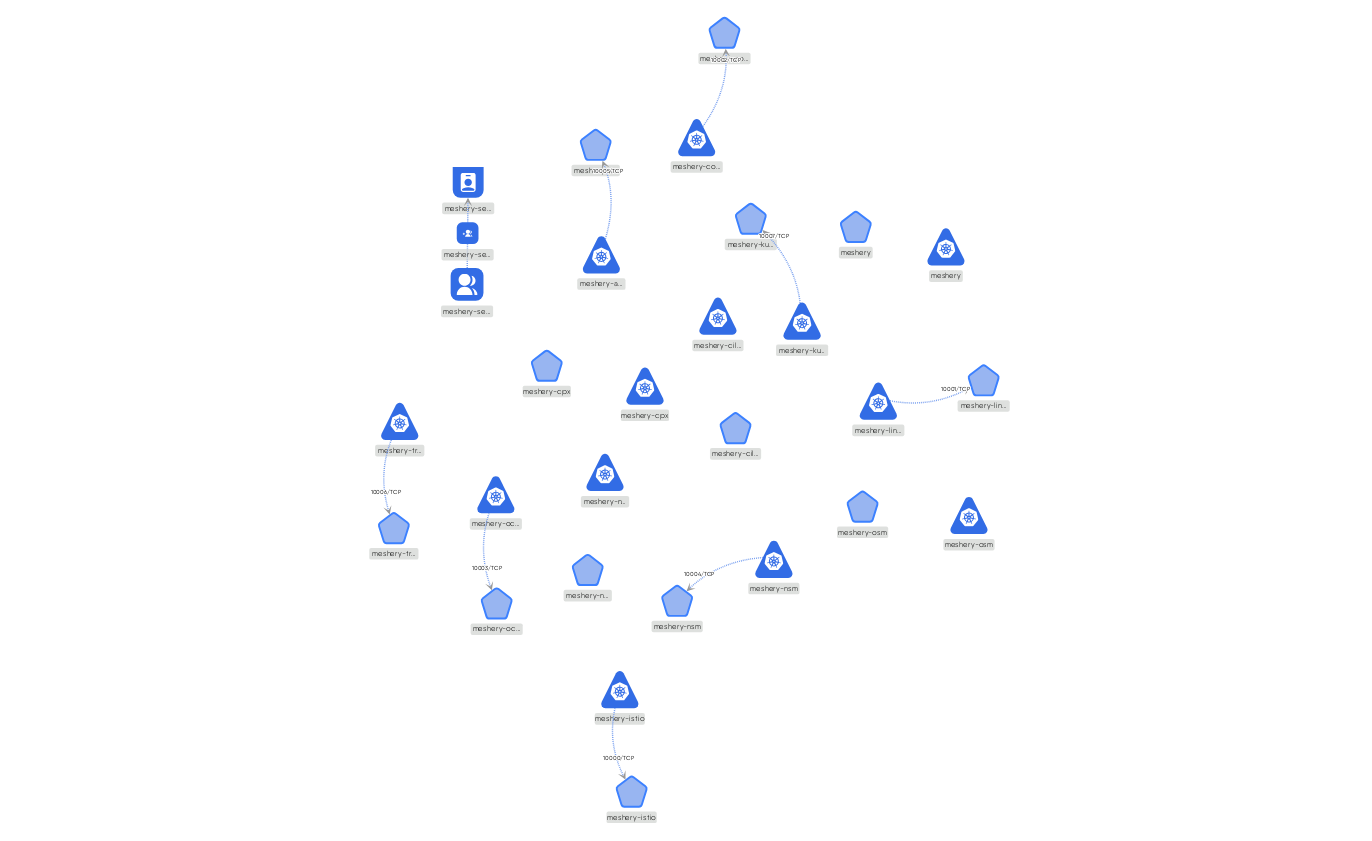 10002/TCP
meshery-co...
10005/TCP
meshery-a...
meshery-se...
meshery-se...
meshery-se...
10007/TCP
meshery-ku...
meshery
meshery
meshery-cil...
meshery-ku...
meshery-cpx
meshery-cpx
10001/TCP
meshery-lin...
meshery-lin...
meshery-tr...
meshery-cil...
10006/TCP
meshery-n...
meshery-oc...
meshery-osm
meshery-osm
meshery-tr...
10003/TCP
10004/TCP
meshery-nsm
meshery-n...
meshery-oc...
meshery-nsm
meshery-istio
10000/TCP
meshery-istio